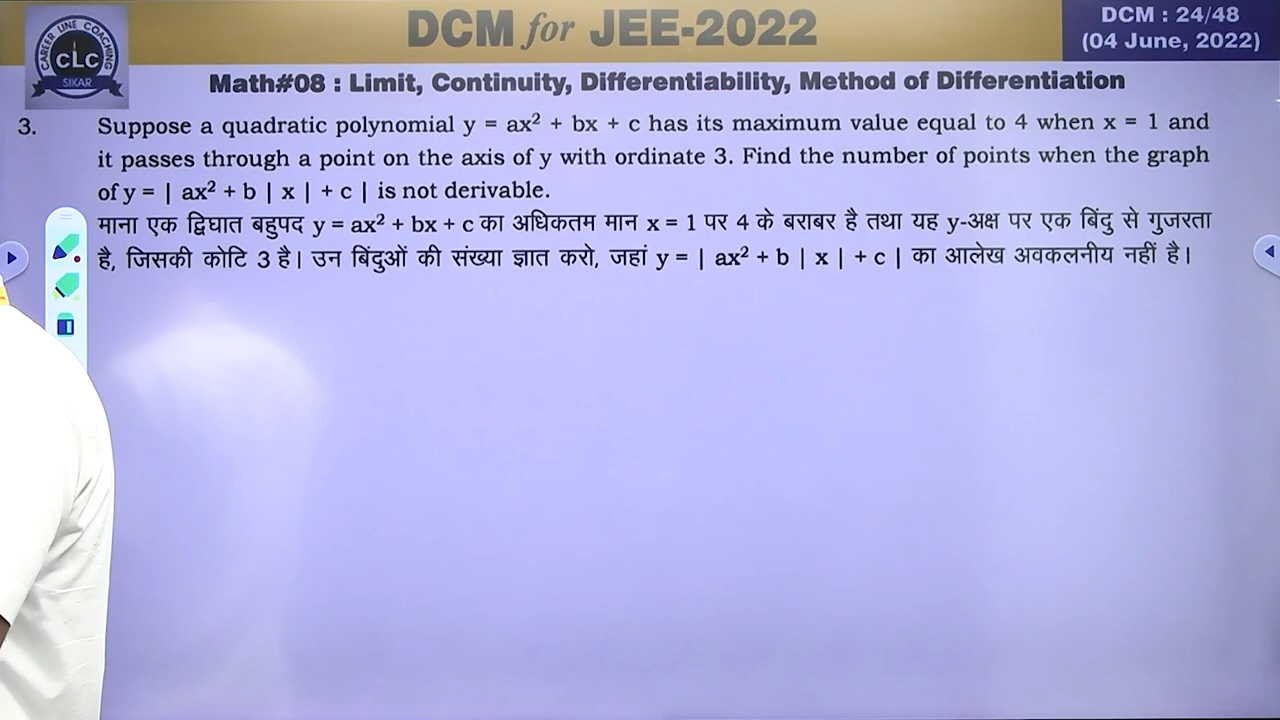 CAREER LINE COACHING
CLC
SIKAR
DCM for JEE-2022
DCM : 24/48
(04 June, 2022)
Math#08 : Limit, Continuity, Differentiability, Method of Differentiation
3. Suppose a quadratic polynomial y = ax² + bx + c has its maximum value equal to 4 when x = 1 and
it passes through a point on the axis of y with ordinate 3. Find the number of points when the graph
of y = | ax² + b | x | + c | is not derivable.
माना एक द्विघात बहुपद y = ax² + bx + c का अधिकतम मान x = 1 पर 4 के बराबर है तथा यह y-अक्ष पर एक बिंदु से गुजरता
है, जिसकी कोटि 3 है। उन बिंदुओं की संख्या ज्ञात करो, जहां y = | ax² + b | x | + c | का आलेख अवकलनीय नहीं है।